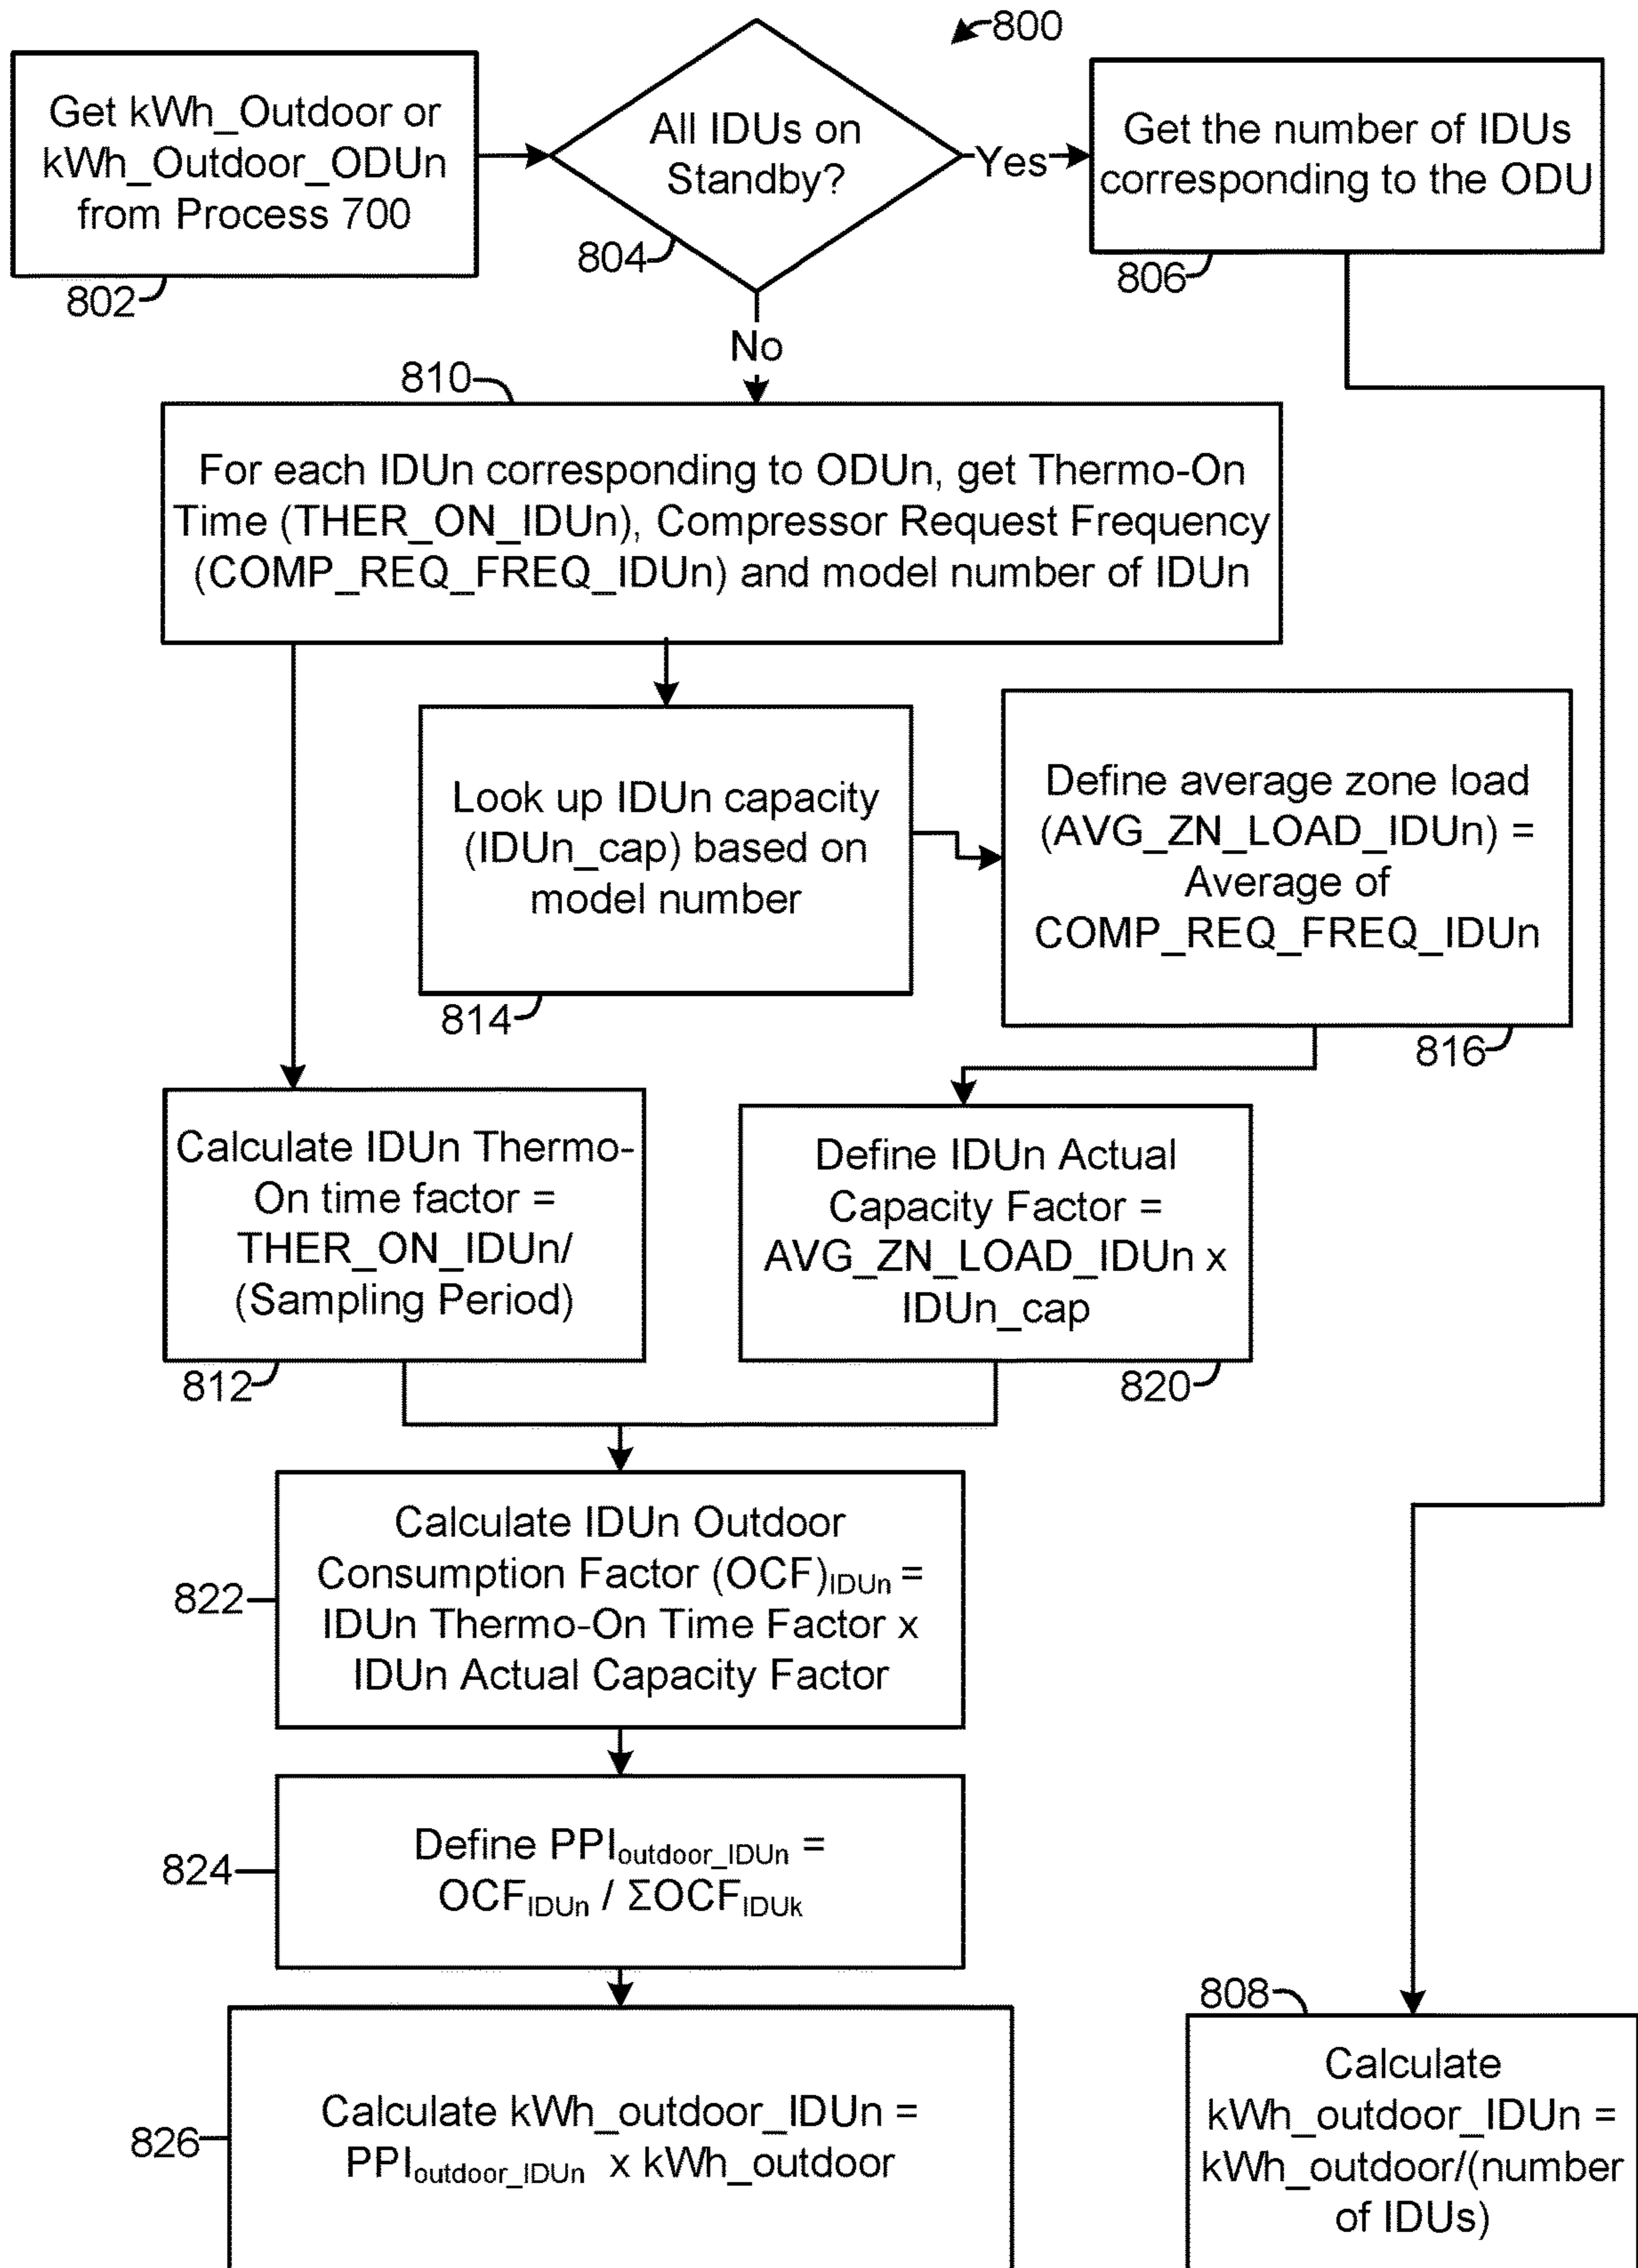 800
Get kWh_Outdoor or
kWh_Outdoor_ODUn
from Process 700
802
All IDUs on
Standby?
804
Yes
Get the number of IDUs
corresponding to the ODU
806
No
810
For each IDUn corresponding to ODUn, get Thermo-On
Time (THER_ON_IDUn), Compressor Request Frequency
(COMP_REQ_FREQ_IDUn) and model number of IDUn
Look up IDUn capacity
(IDUn_cap) based on
model number
814
Define average zone load
(AVG_ZN_LOAD_IDUn) =
Average of
COMP_REQ_FREQ_IDUn
816
Calculate IDUn Thermo-
On time factor =
THER_ON_IDUn/
(Sampling Period)
812
Define IDUn Actual
Capacity Factor =
AVG_ZN_LOAD_IDUn x
IDUn_cap
820
Calculate IDUn Outdoor
Consumption Factor (OCF)IDUn =
IDUn Thermo-On Time Factor x
IDUn Actual Capacity Factor
822
Define PPIoutdoor_IDUn =
OCFIDUn / ΣOCFIDUk
824
Calculate kWh_outdoor_IDUn =
PPIoutdoor_IDUn x kWh_outdoor
826
808
Calculate
kWh_outdoor_IDUn =
kWh_outdoor/(number
of IDUs)